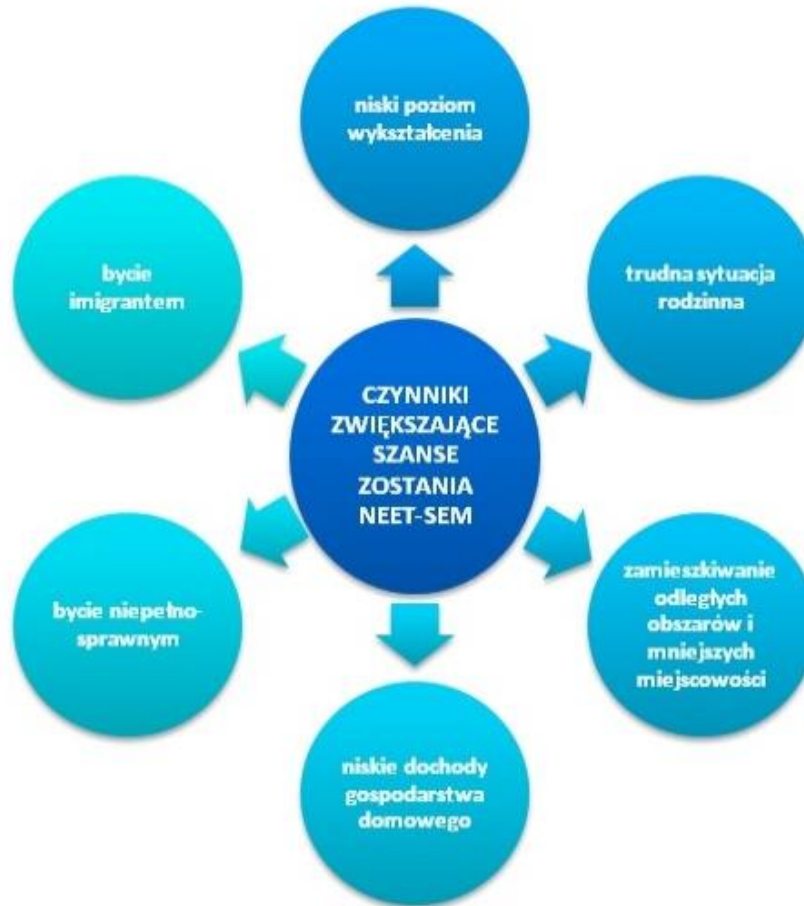 niski poziom
wykształcenia
bycie
imigrantem
trudna sytuacja
rodzinna
CZYNNIKI
ZWIĘKSZAJĄCE
SZANSE
ZOSTANIA
NEET-SEM
bycie niepełno-
sprawnym
zamieszkiwanie
odległych
obszarów i
mniejszych
miejscowości
niskie dochody
gospodarstwa
domowego